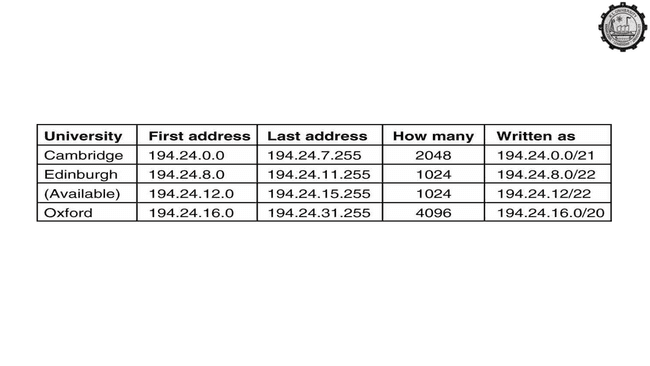 University First address Last address How many Written as
Cambridge 194.24.0.0 194.24.7.255 2048 194.24.0.0/21
Edinburgh 194.24.8.0 194.24.11.255 1024 194.24.8.0/22
(Available) 194.24.12.0 194.24.15.255 1024 194.24.12/22
Oxford 194.24.16.0 194.24.31.255 4096 194.24.16.0/20